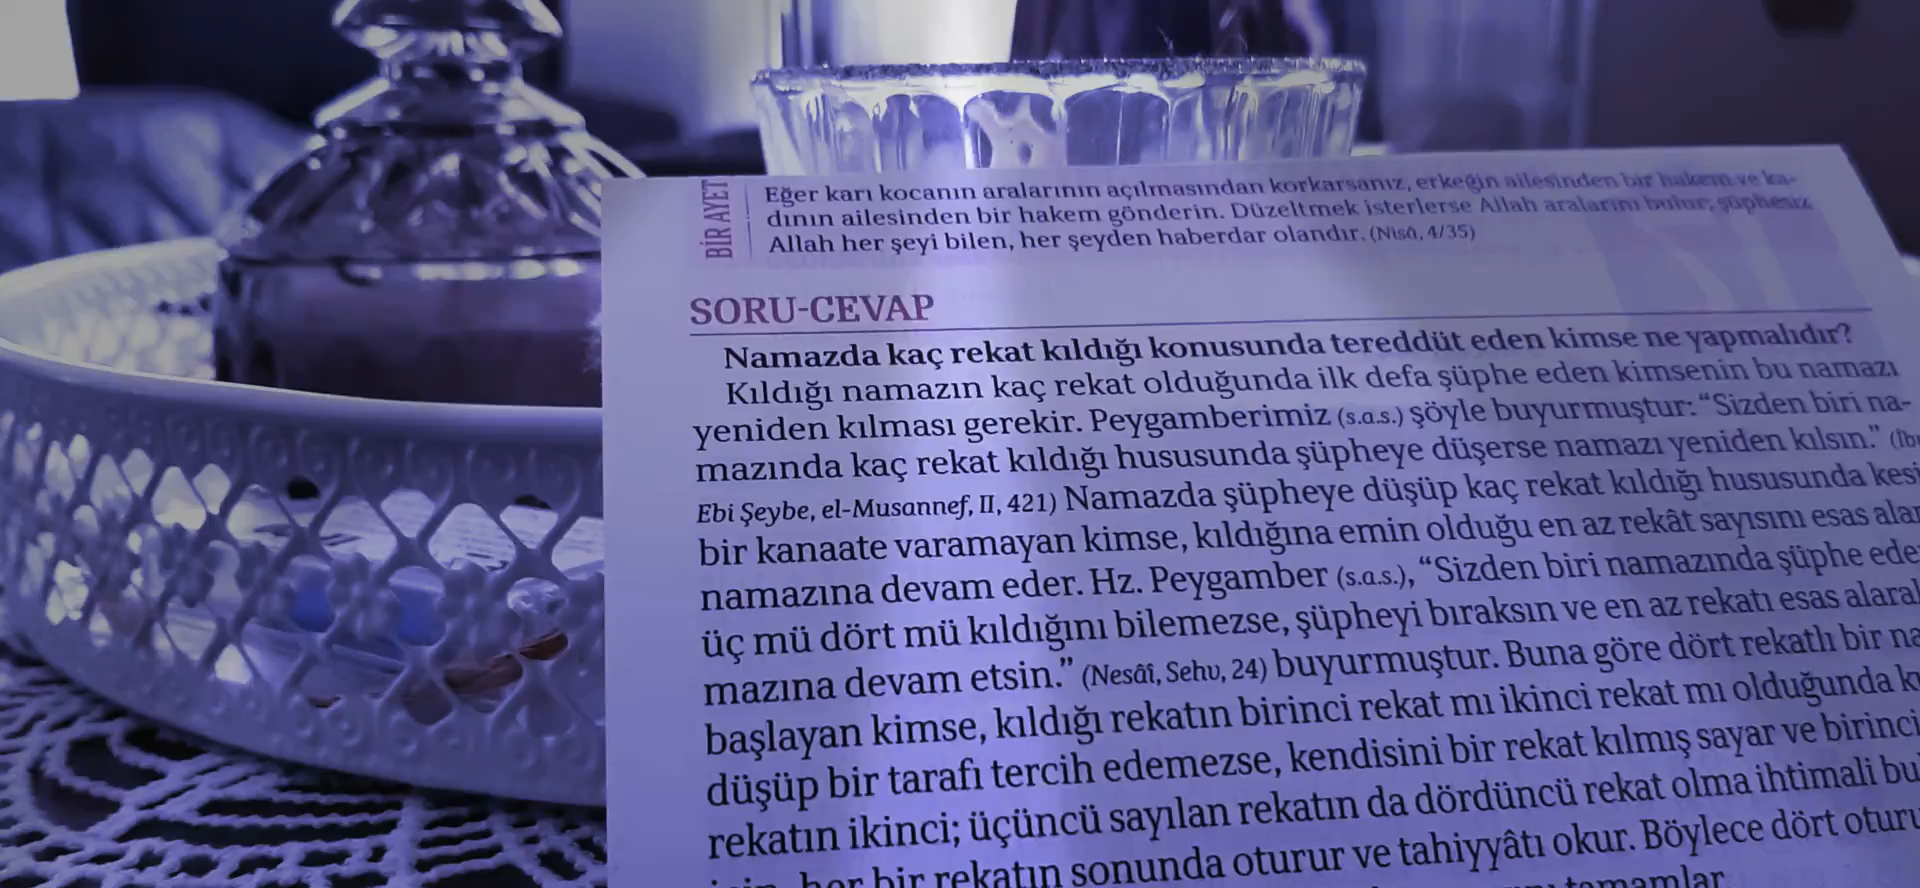 BİR AYET
Eğer karı kocanın aralarının açılmasından korkarsanız, erkeğin ailesinden bir hakem ve ka-
dının ailesinden bir hakem gönderin. Düzeltmek isterlerse Allah aralarını bulur; şüphesiz
Allah her şeyi bilen, her şeyden haberdar olandır. (Nisâ, 4/35)
SORU-CEVAP
Namazda kaç rekat kıldığı konusunda tereddüt eden kimse ne yapmalıdır?
Kıldığı namazın kaç rekat olduğunda ilk defa şüphe eden kimsenin bu namazı
yeniden kılması gerekir. Peygamberimiz (s.a.s.) şöyle buyurmuştur: “Sizden biri na-
mazında kaç rekat kıldığı hususunda şüpheye düşerse namazı yeniden kılsın.” (İb
Ebi Şeybe, el-Musannef, II, 421) Namazda şüpheye düşüp kaç rekat kıldığı hususunda kes
bir kanaate varamayan kimse, kıldığına emin olduğu en az rekât sayısını esas alar
namazına devam eder. Hz. Peygamber (s.a.s.), “Sizden biri namazında şüphe ede
üç mü dört mü kıldığını bilemezse, şüpheyi bıraksın ve en az rekatı esas alara
mazına devam etsin.” (Nesâî, Sehv, 24) buyurmuştur. Buna göre dört rekatlı bir na
başlayan kimse, kıldığı rekatın birinci rekat mı ikinci rekat mı olduğunda
düşüp bir tarafı tercih edemezse, kendisini bir rekat kılmış sayar ve birinci
rekatın ikinci; üçüncü sayılan rekatın da dördüncü rekat olma ihtimali bu
her bir rekatın sonunda oturur ve tahiyyâtı okur. Böylece dört otur
tamamlar.